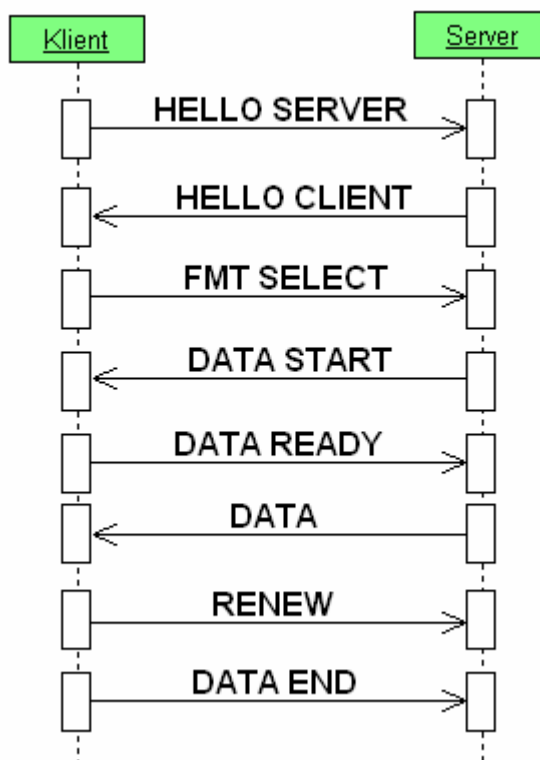 Klient
Server
HELLO SERVER
HELLO CLIENT
FMT SELECT
DATA START
DATA READY
DATA
RENEW
DATA END